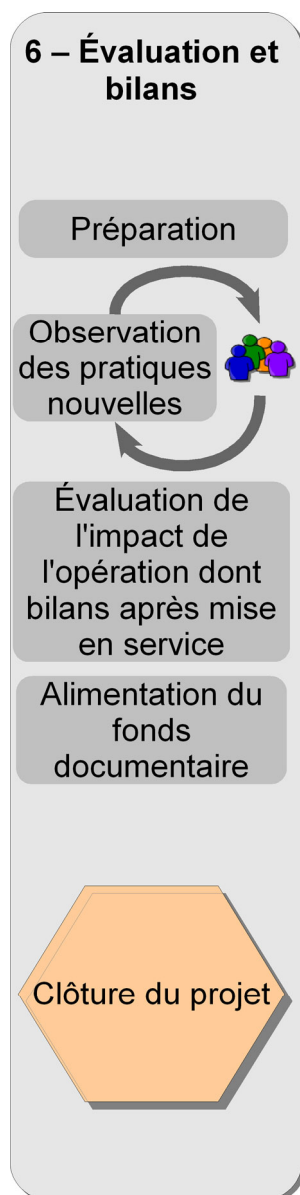 6 – Évaluation et
bilans
Préparation
Observation
des pratiques
nouvelles
Évaluation de
l'impact de
l'opération dont
bilans après mise
en service
Alimentation du
fonds
documentaire
Clôture du projet